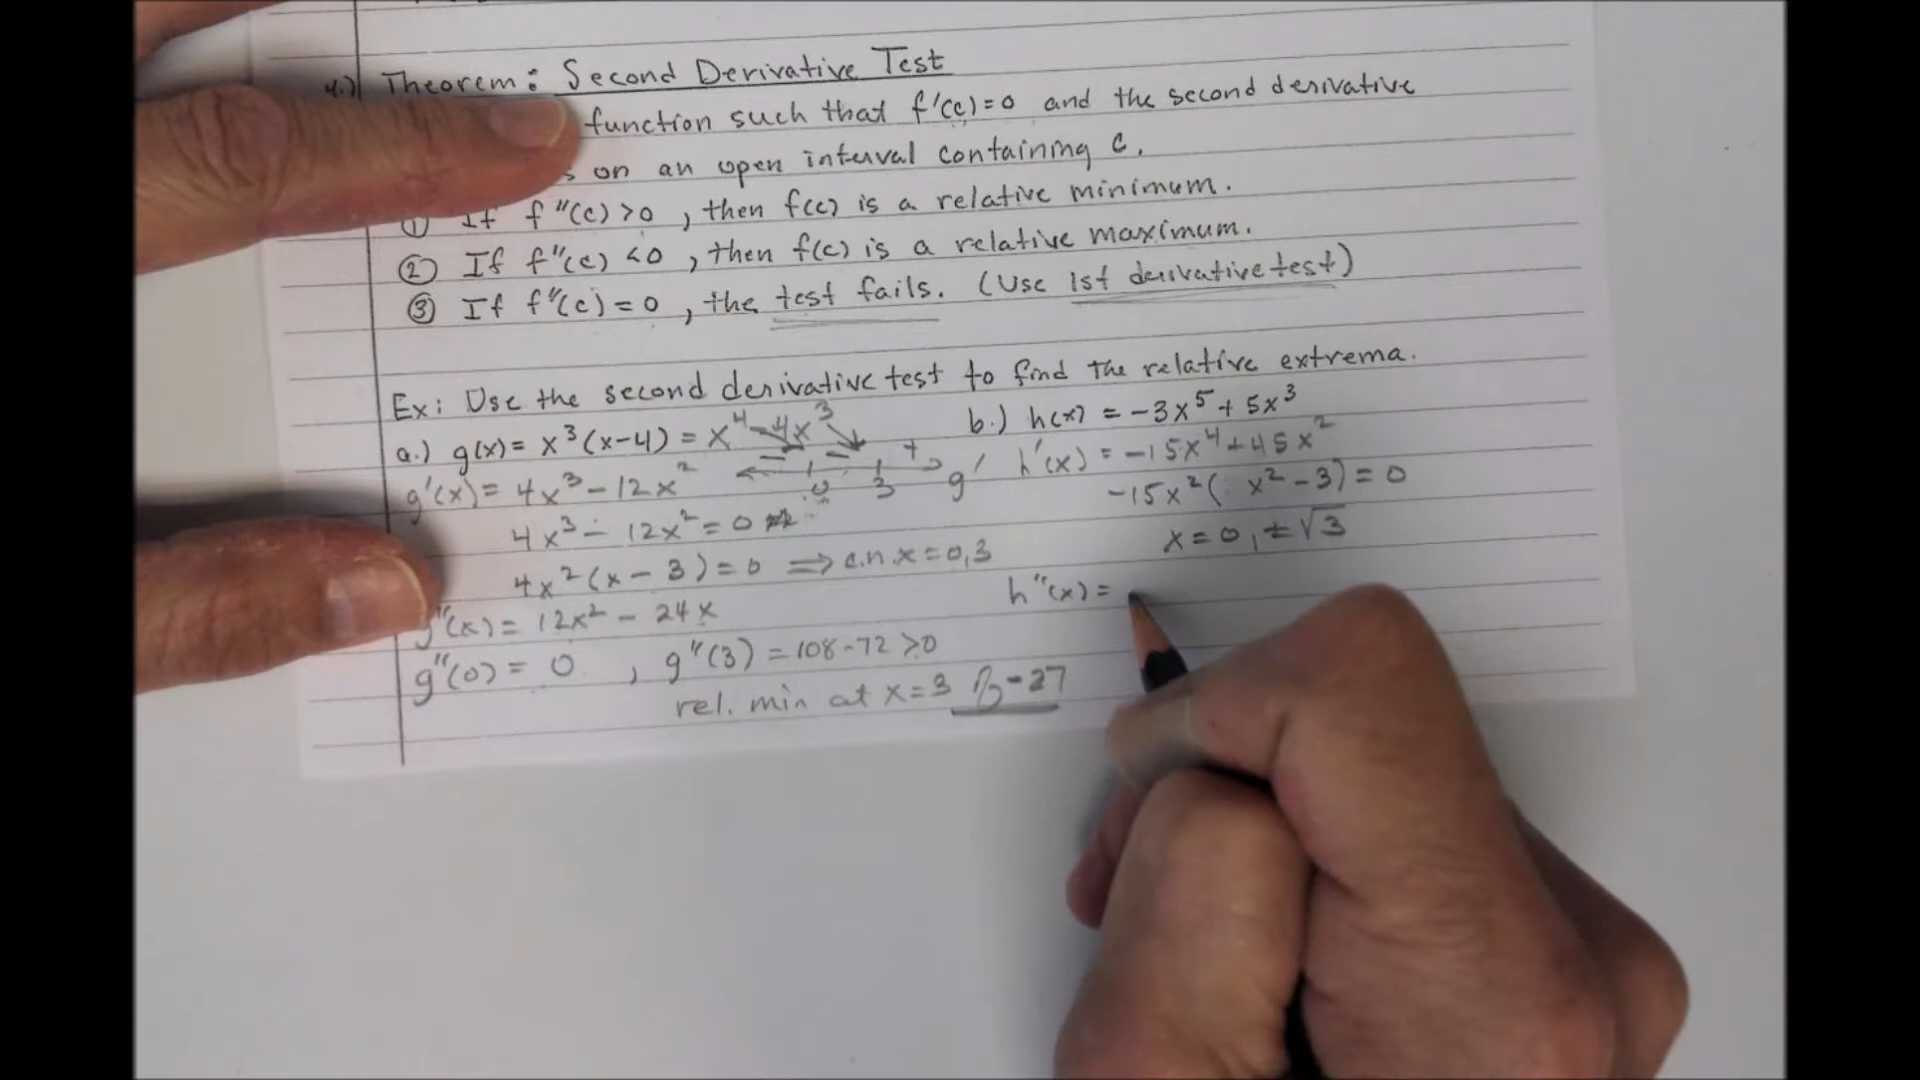 4.) Theorem: Second Derivative Test
function such that f'(c)=0 and the second derivative
on an open interval containing c.
① If f"(c) >0, then f(c) is a relative minimum.
② If f"(c) <0, then f(c) is a relative maximum.
③ If f"(c) = 0, the test fails. (Use 1st derivative test)
Ex: Use the second derivative test to find the relative extrema.
a.) g(x) = x³(x-4) = x⁴-4x³
g'(x) = 4x³ - 12x²
4x³ - 12x² = 0
4x²(x-3) = 0 => c.n. x=0,3
"(x) = 12x² - 24x
g"(0) = 0, g"(3) = 108-72 >0
rel. min at x=3 -27
- - +
0 3 g'
b.) h(x) = -3x⁵ + 5x³
h'(x) = -15x⁴ + 45x²
-15x²(x²-3) = 0
x = 0, ±√3
h"(x) =